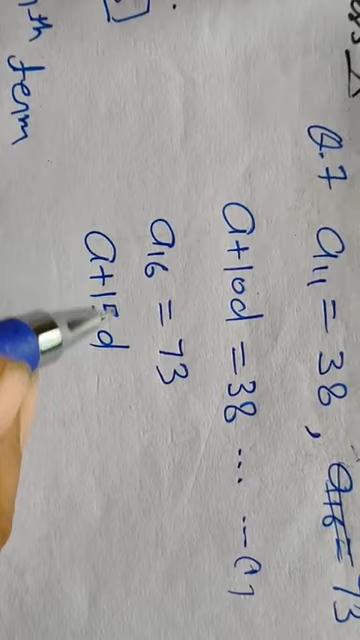 Q.7 a₁₁ = 38, a₁₆ = 73
a+10d = 38 ... --(1)
a₁₆ = 73
a+15d
th term